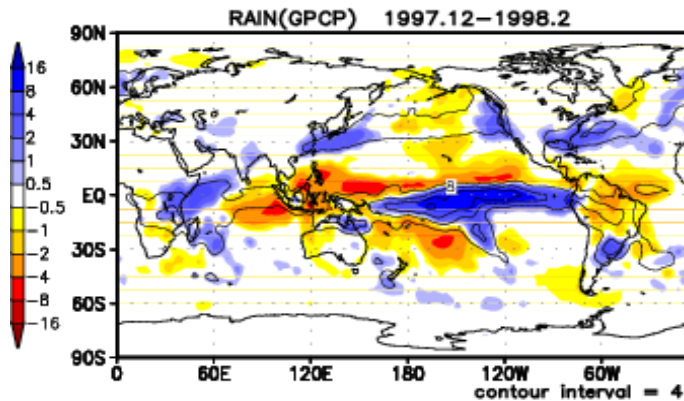 RAIN(GPCP) 1997.12−1998.2
90N
60N
30N
EQ
30S
60S
90S
16
8
4
2
1
0.5
−0.5
−1
−2
−4
−8
−16
8
0 60E 120E 180 120W 60W
contour interval = 4